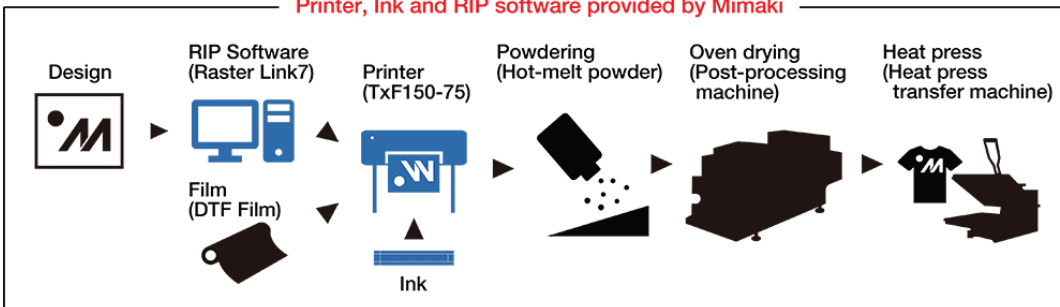 Printer, Ink and RIP software provided by Mimaki
Design
RIP Software
(Raster Link7)
Film
(DTF Film)
Printer
(TxF150-75)
Ink
Powdering
(Hot-melt powder)
Oven drying
(Post-processing
machine)
Heat press
(Heat press
transfer machine)